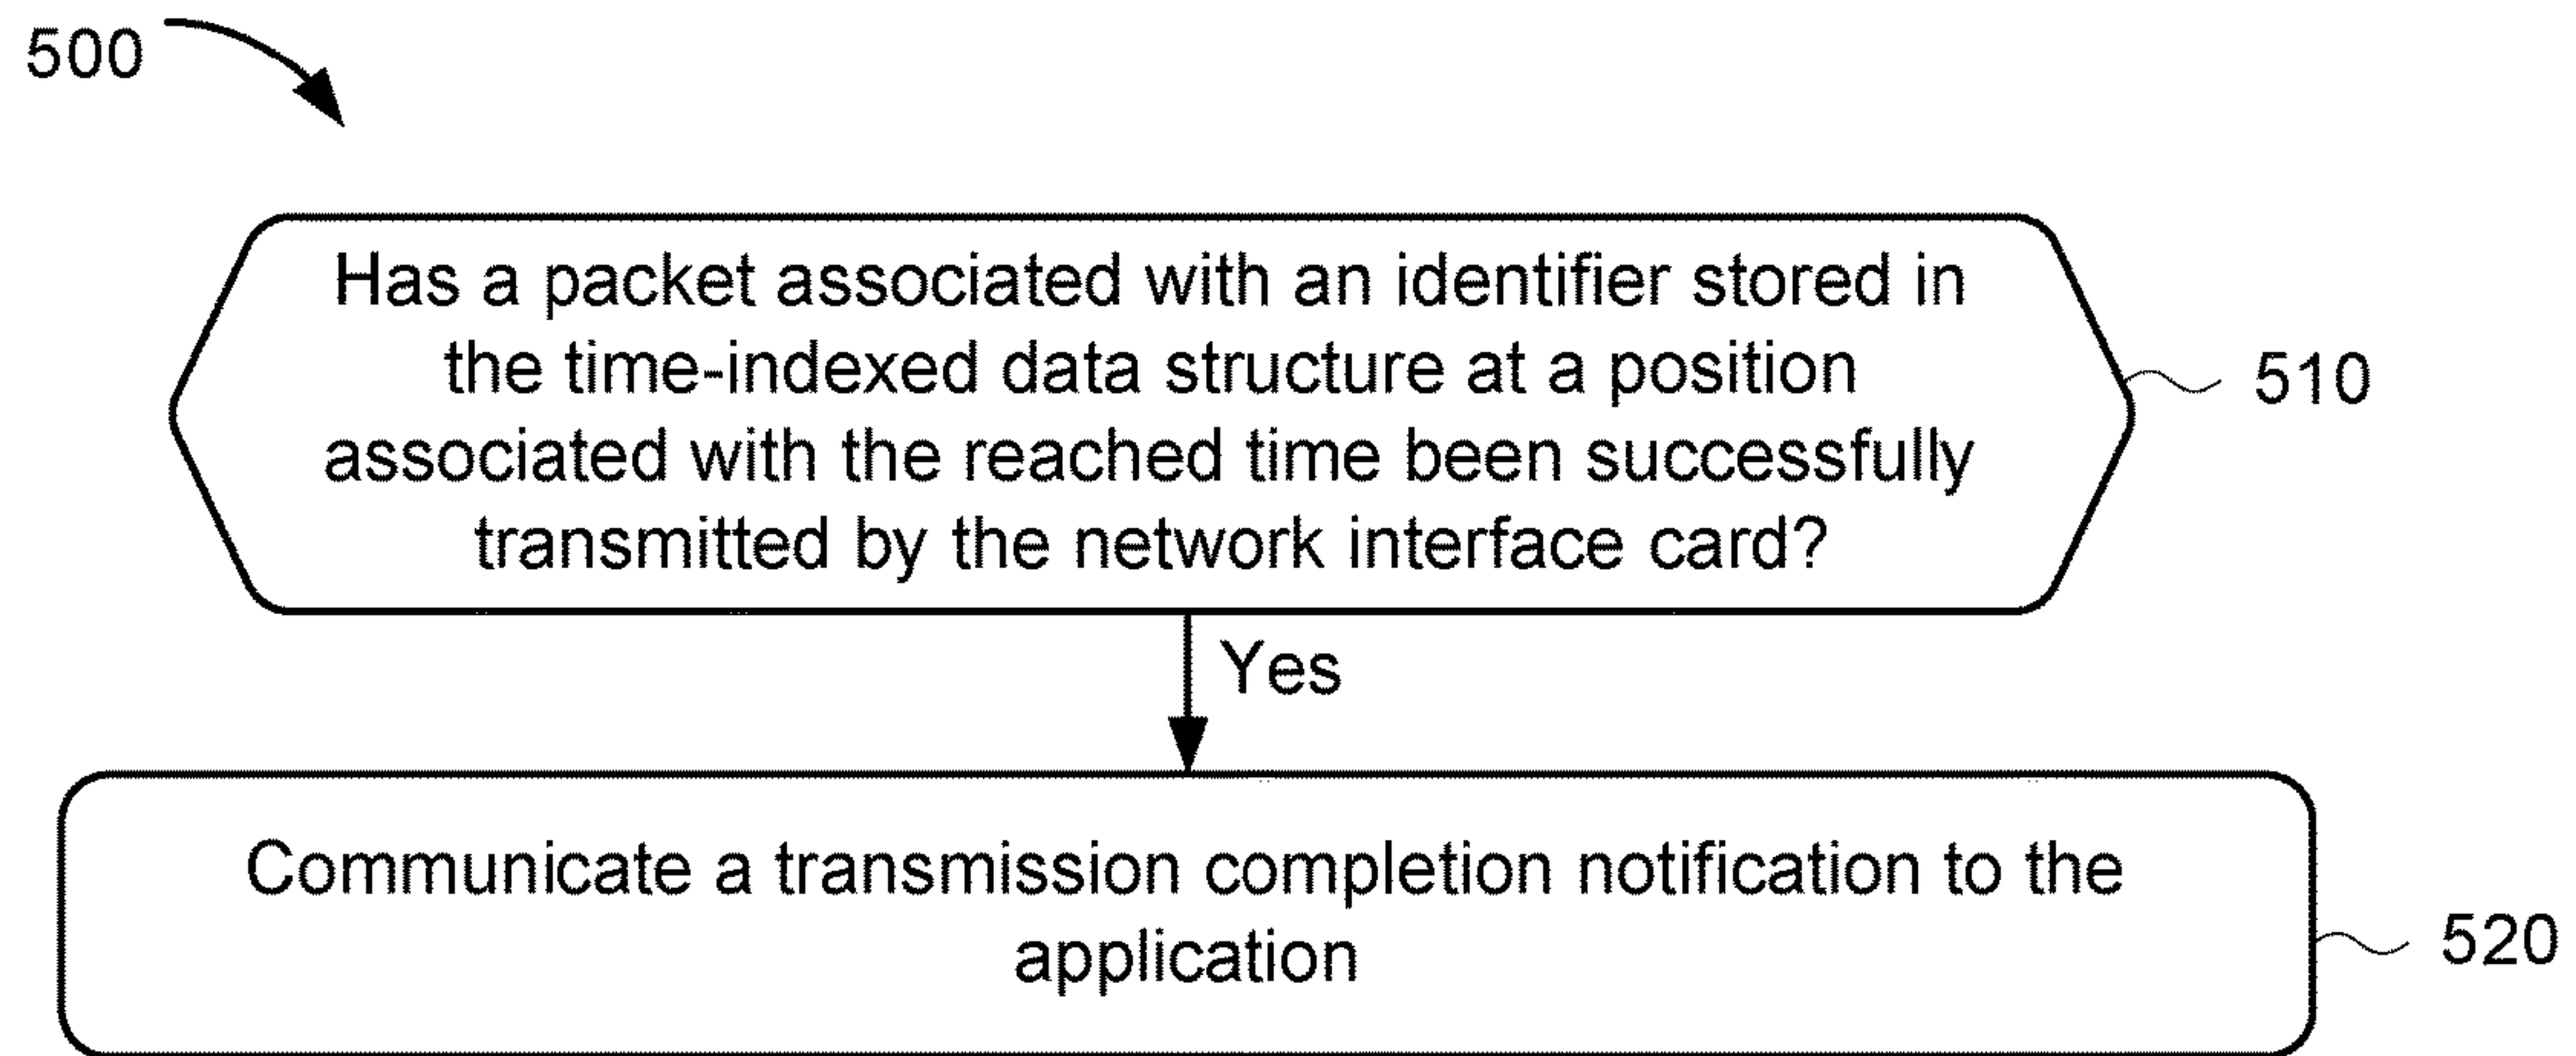 500
Has a packet associated with an identifier stored in
the time-indexed data structure at a position
associated with the reached time been successfully
transmitted by the network interface card?
510
Yes
Communicate a transmission completion notification to the
application
520